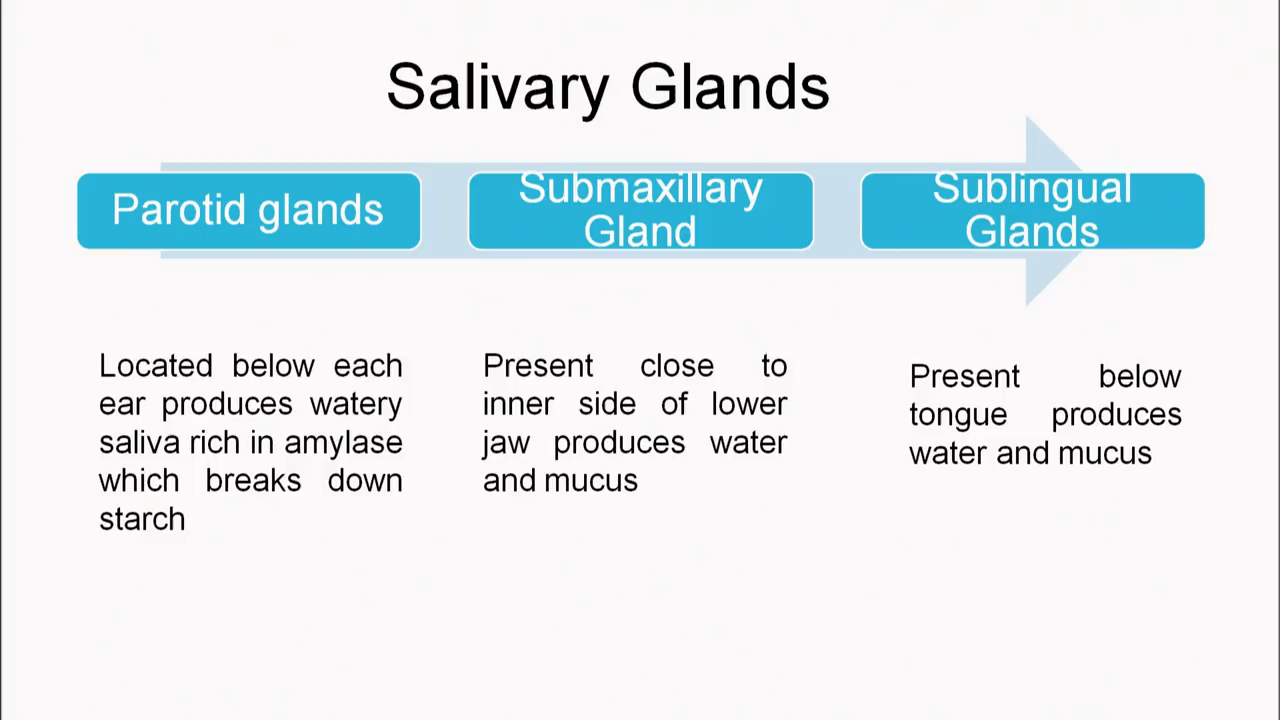 Salivary Glands
Parotid glands
Submaxillary
Gland
Sublingual
Glands
Located below each
ear produces watery
saliva rich in amylase
which breaks down
starch
Present close to
inner side of lower
jaw produces water
and mucus
Present below
tongue produces
water and mucus